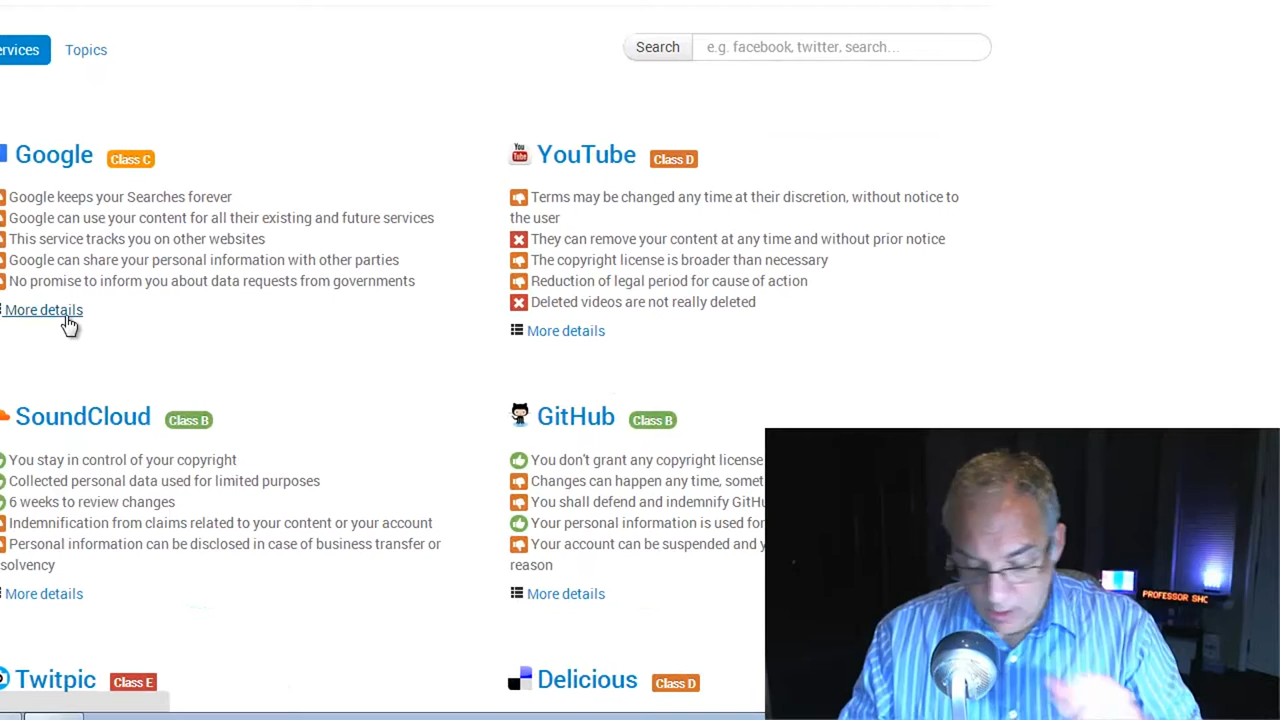 ervices
Topics
Search
e.g. facebook, twitter, search...
Google Class C
Google keeps your Searches forever
Google can use your content for all their existing and future services
This service tracks you on other websites
Google can share your personal information with other parties
No promise to inform you about data requests from governments
More details
You Tube
YouTube Class D
Terms may be changed any time at their discretion, without notice to
the user
They can remove your content at any time and without prior notice
The copyright license is broader than necessary
Reduction of legal period for cause of action
Deleted videos are not really deleted
More details
SoundCloud Class B
You stay in control of your copyright
Collected personal data used for limited purposes
6 weeks to review changes
Indemnification from claims related to your content or your account
Personal information can be disclosed in case of business transfer or
solvency
More details
GitHub Class B
You don't grant any copyright license
Changes can happen any time, somet
You shall defend and indemnify GitHu
Your personal information is used for
Your account can be suspended and y
reason
More details
Twitpic Class E
Delicious Class D
PROFESSOR SHO